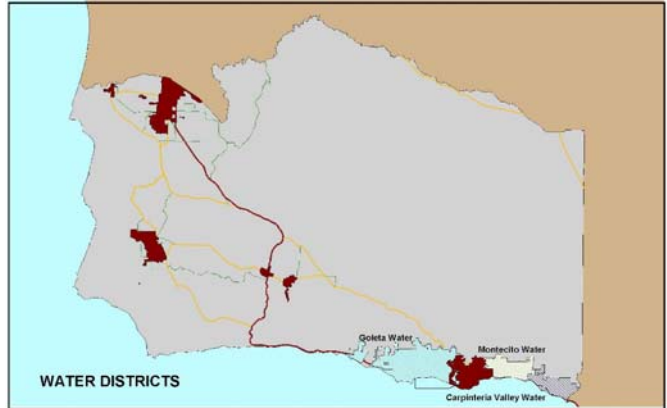 Goleta Water
Montecito Water
WATER DISTRICTS
Carpinteria Valley Water